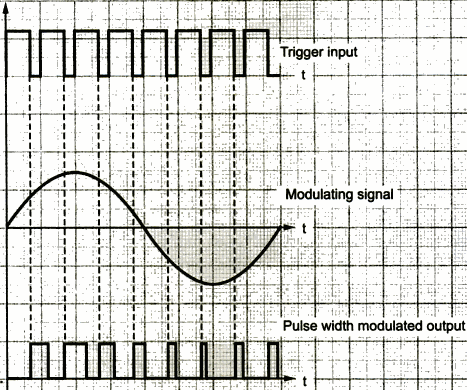 Trigger input
t
Modulating signal
t
Pulse width modulated output
t